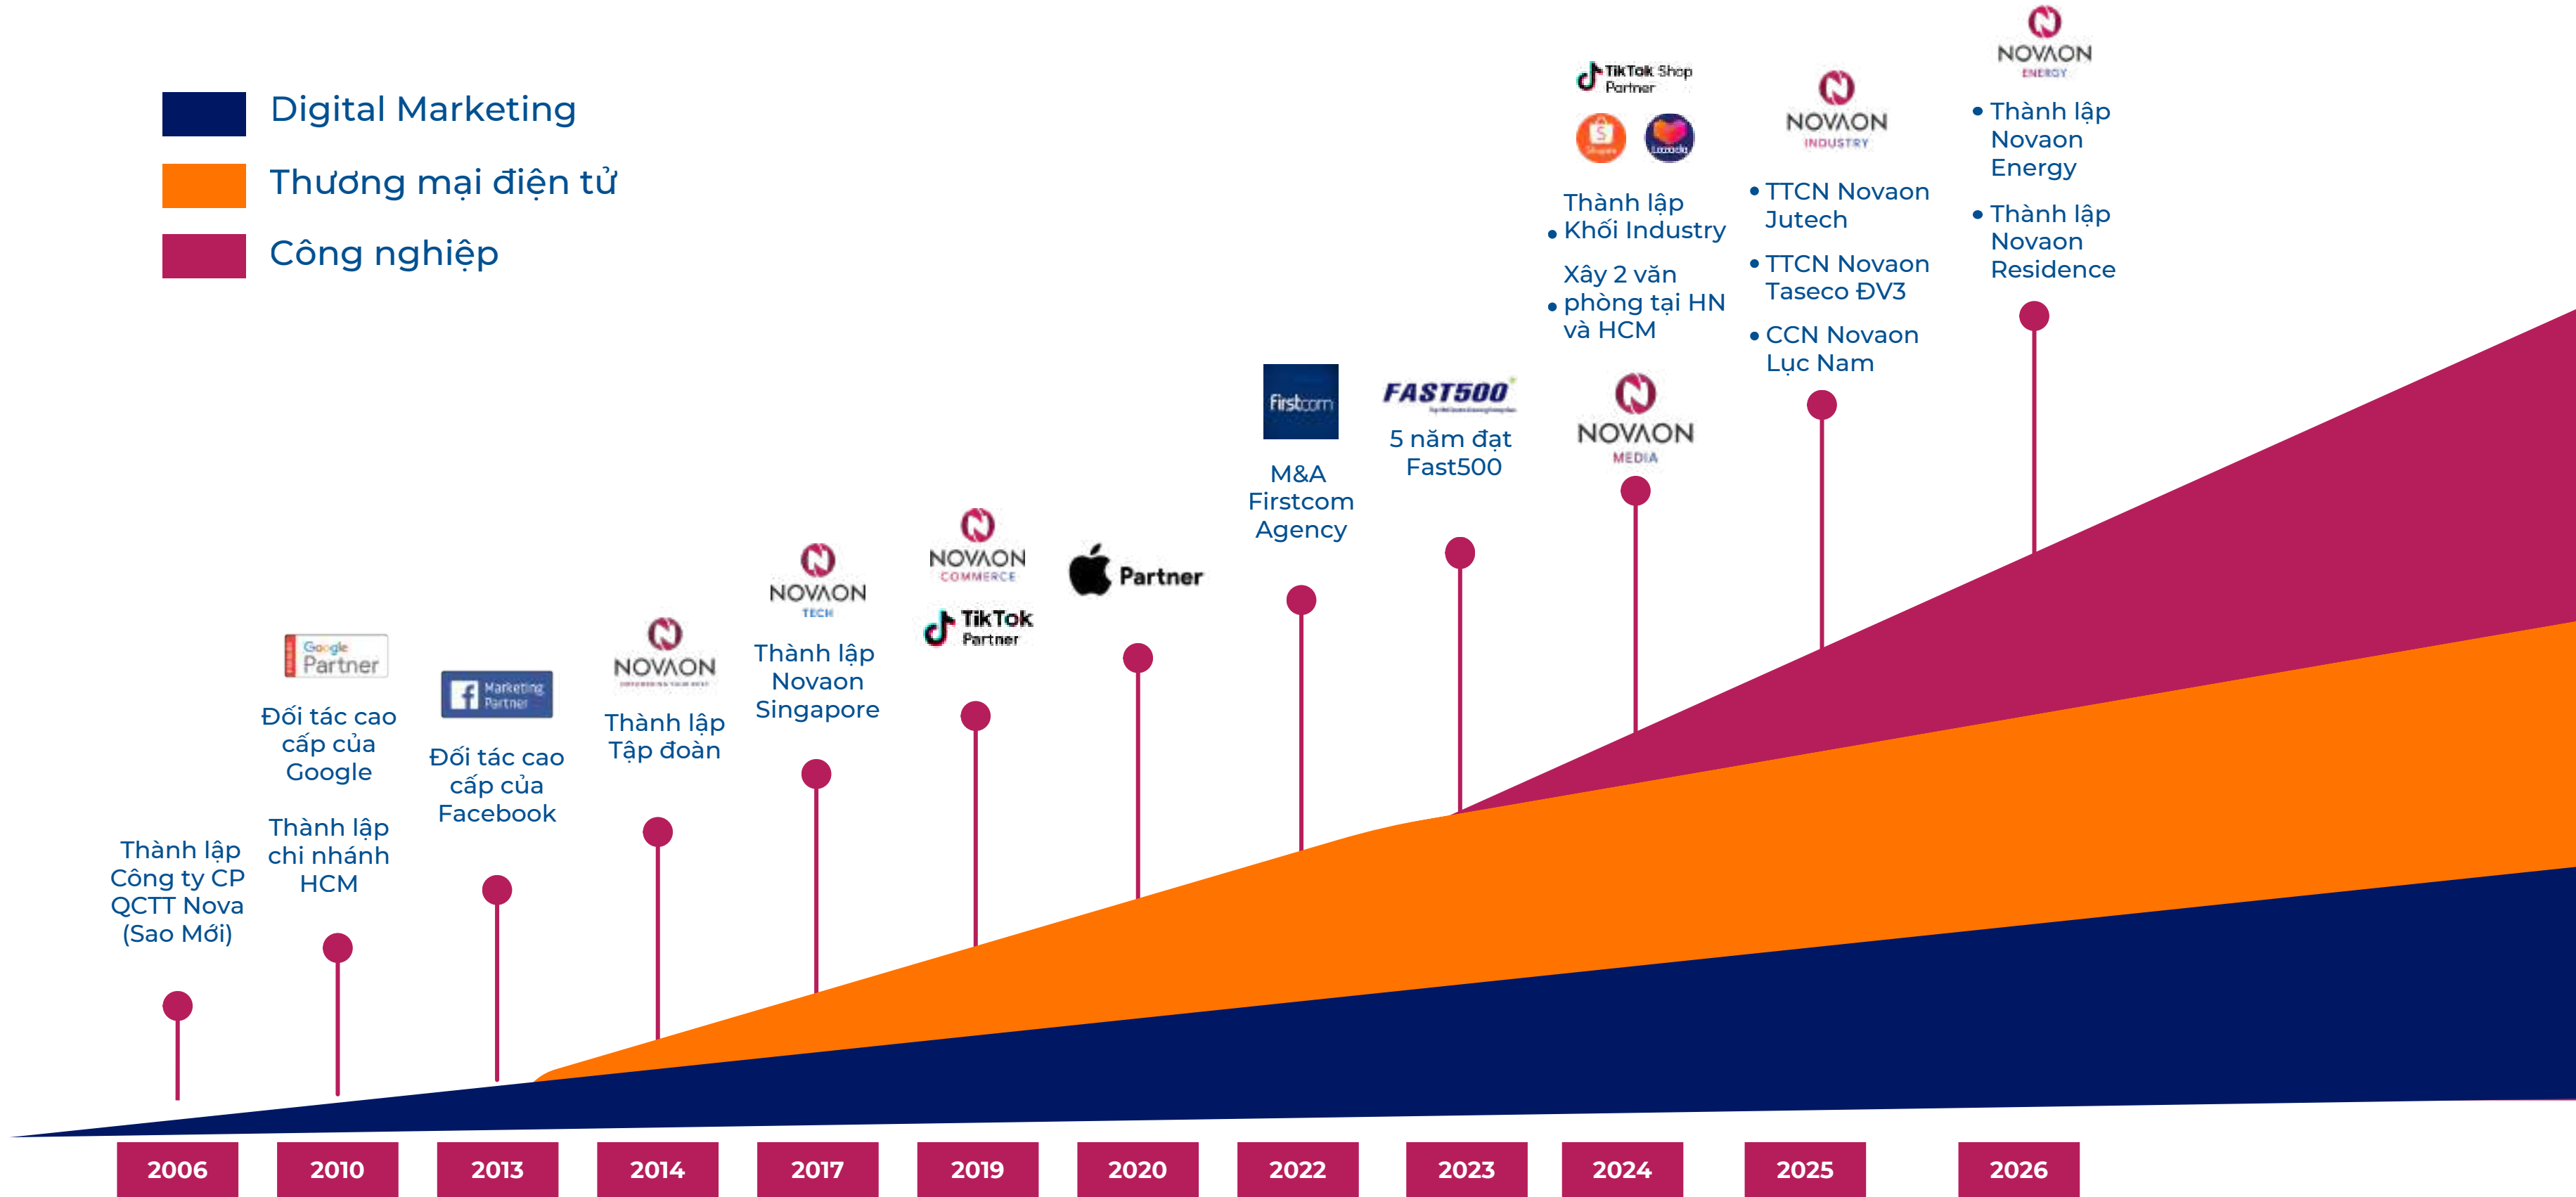 Digital Marketing
Thương mại điện tử
Công nghiệp
Thành lập
Công ty CP
QCTT Nova
(Sao Mới)
Google
Partner
Đối tác cao
cấp của
Google
Thành lập
chi nhánh
HCM
Marketing
Partner
Đối tác cao
cấp của
Facebook
NOVAON
Thành lập
Tập đoàn
NOVAON
TECH
Thành lập
Novaon
Singapore
NOVAON
COMMERCE
TikTok
Partner
Partner
firstcom
M&A
Firstcom
Agency
FAST500
5 năm đạt
Fast500
TikTok Shop
Partner
Shopee
Lazada
Thành lập
• Khối Industry
Xây 2 văn
• phòng tại HN
và HCM
NOVAON
MEDIA
NOVAON
INDUSTRY
• TTCN Novaon
Jutech
• TTCN Novaon
Taseco ĐV3
• CCN Novaon
Lục Nam
NOVAON
ENERGY
• Thành lập
Novaon
Energy
• Thành lập
Novaon
Residence
2006
2010
2013
2014
2017
2019
2020
2022
2023
2024
2025
2026